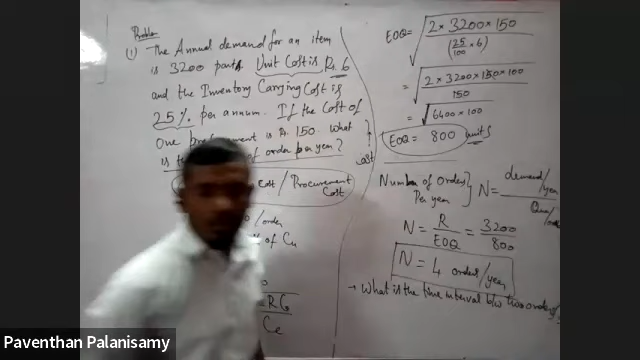 Problem
(1) The Annual demand for an item
is 3200 parts. Unit Cost is Rs. 6
and the Inventory Carrying Cost is
25% per annum. If the Cost of
One procurement is Rs. 150. What
is of order per year?
cost
cost / Procurement
Cost
/ order
% of Cu
= R C
Cc
EOQ = √ 2 × 3200 × 150
(25/100 × 6)
= √ 2 × 3200 × 150 × 100
150
= √ 6400 × 100
EOQ = 800 units
Number of Orders
Per year } N = demand/year
N = R/EOQ = 3200/800
N = 4 orders/year
→ What is the time interval b/w two orders
Paventhan Palanisamy